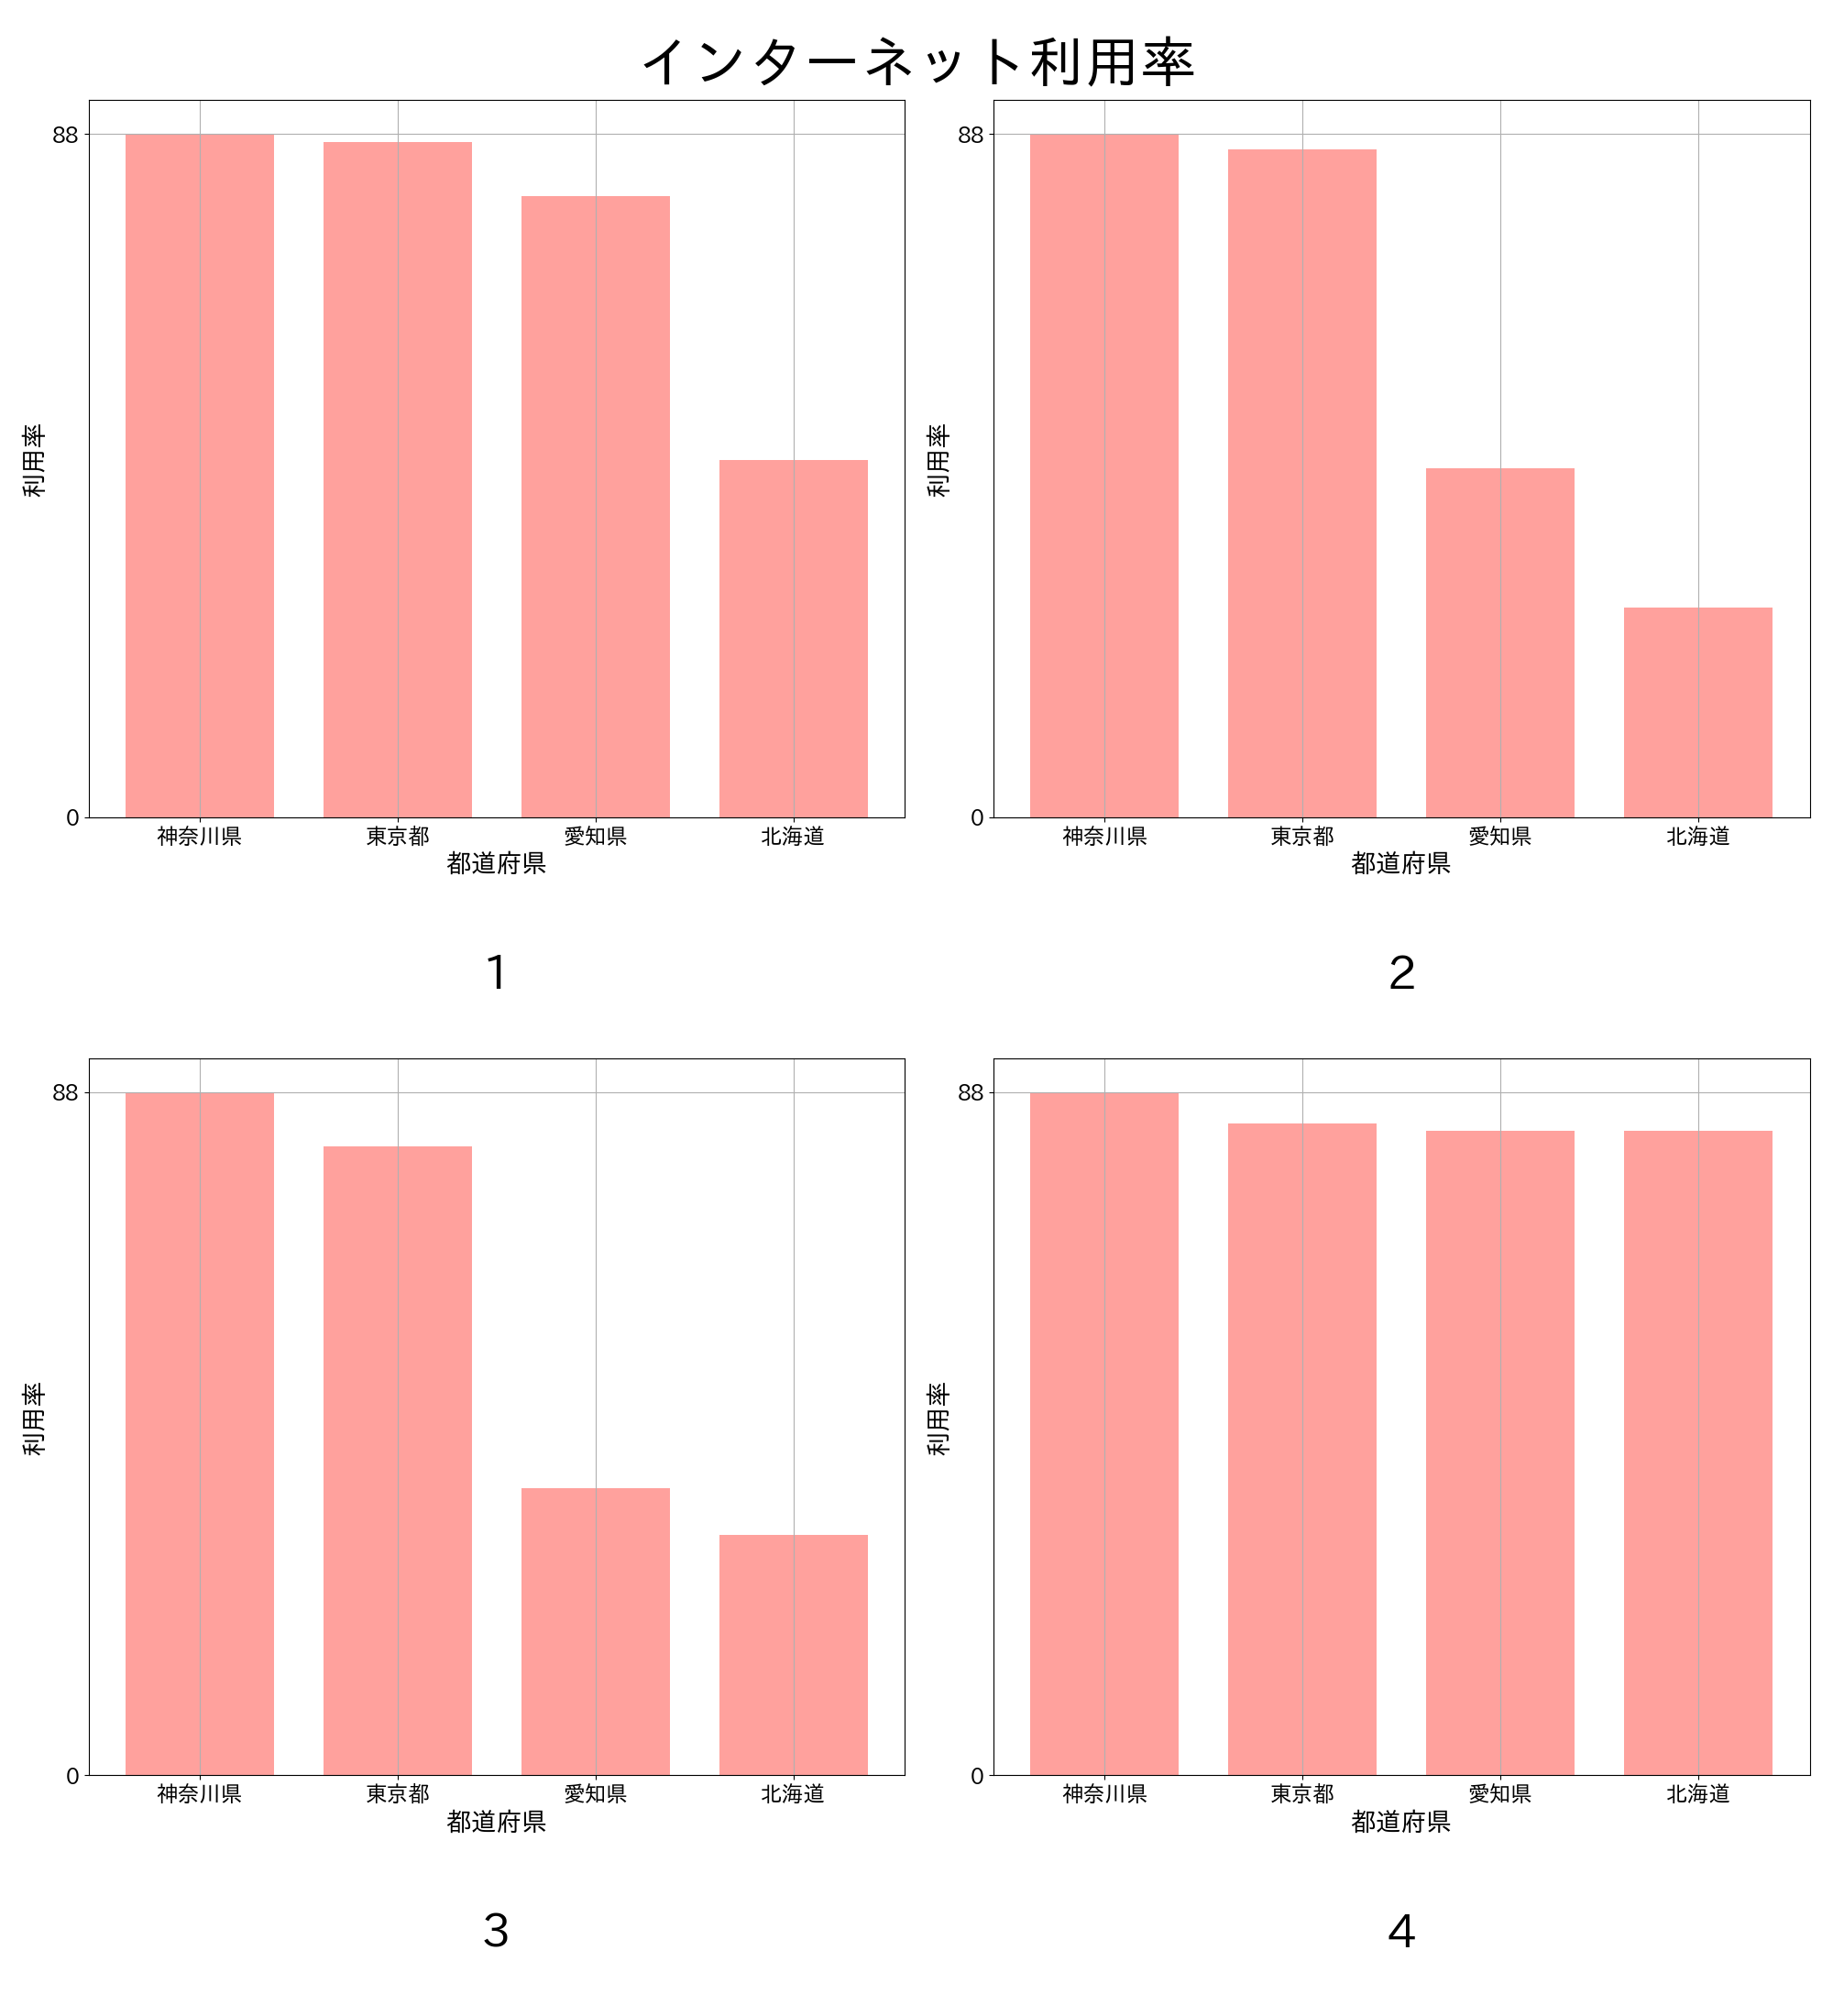 インターネット利用率
88
0
利用率
神奈川県 東京都 愛知県 北海道
都道府県
1
88
0
利用率
神奈川県 東京都 愛知県 北海道
都道府県
2
88
0
利用率
神奈川県 東京都 愛知県 北海道
都道府県
3
88
0
利用率
神奈川県 東京都 愛知県 北海道
都道府県
4